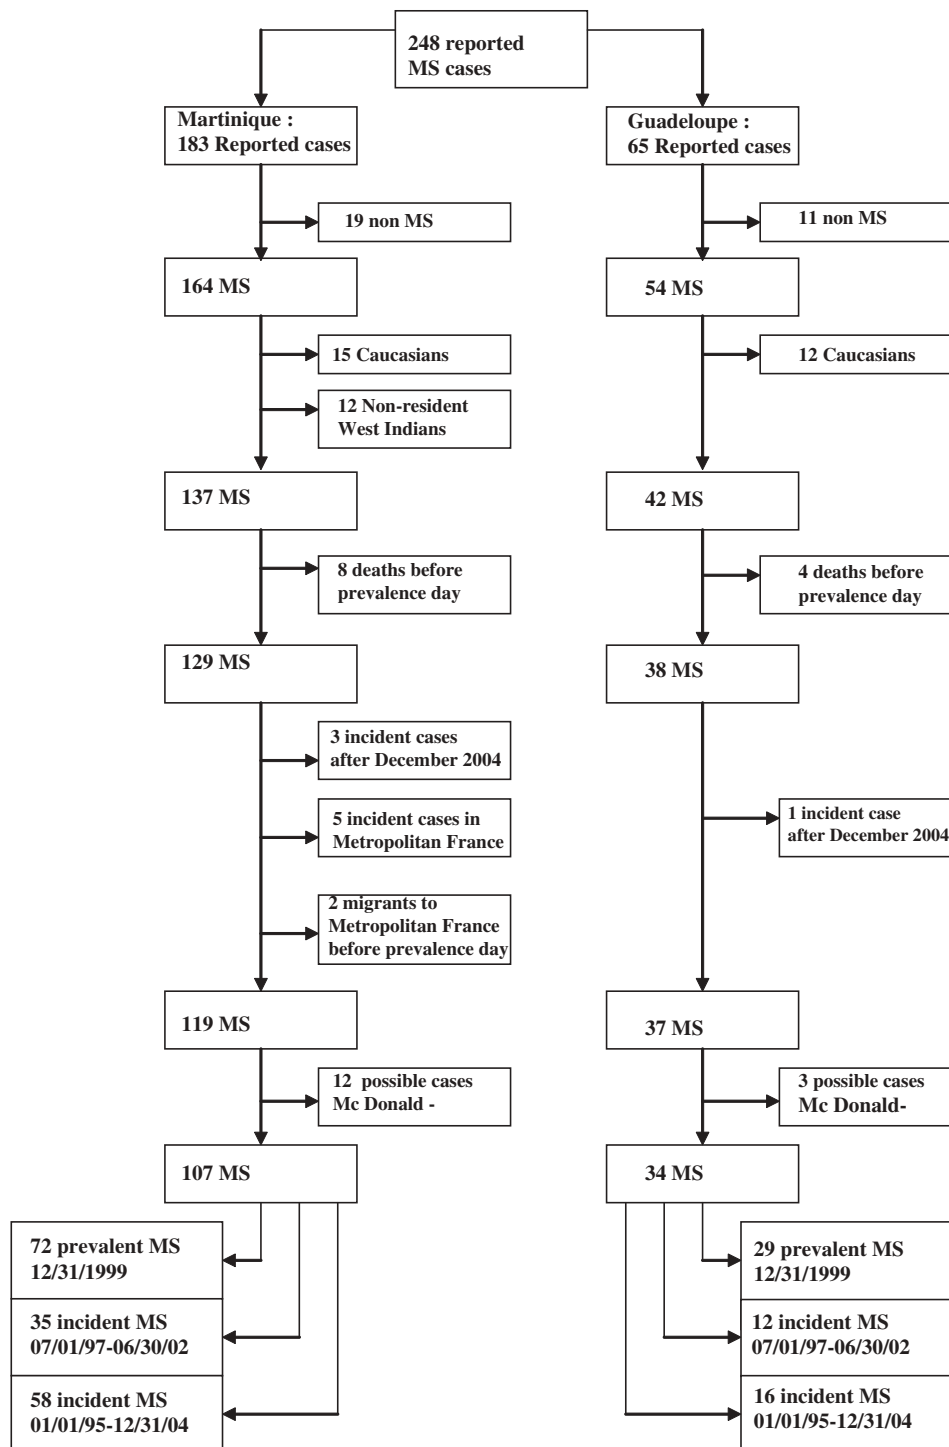 248 reported
MS cases
Martinique :
183 Reported cases
Guadeloupe :
65 Reported cases
19 non MS
11 non MS
164 MS
54 MS
15 Caucasians
12 Caucasians
12 Non-resident
West Indians
137 MS
42 MS
8 deaths before
prevalence day
4 deaths before
prevalence day
129 MS
38 MS
3 incident cases
after December 2004
5 incident cases in
Metropolitan France
1 incident case
after December 2004
2 migrants to
Metropolitan France
before prevalence day
119 MS
37 MS
12 possible cases
Mc Donald -
3 possible cases
Mc Donald-
107 MS
34 MS
72 prevalent MS
12/31/1999
29 prevalent MS
12/31/1999
35 incident MS
07/01/97-06/30/02
12 incident MS
07/01/97-06/30/02
58 incident MS
01/01/95-12/31/04
16 incident MS
01/01/95-12/31/04